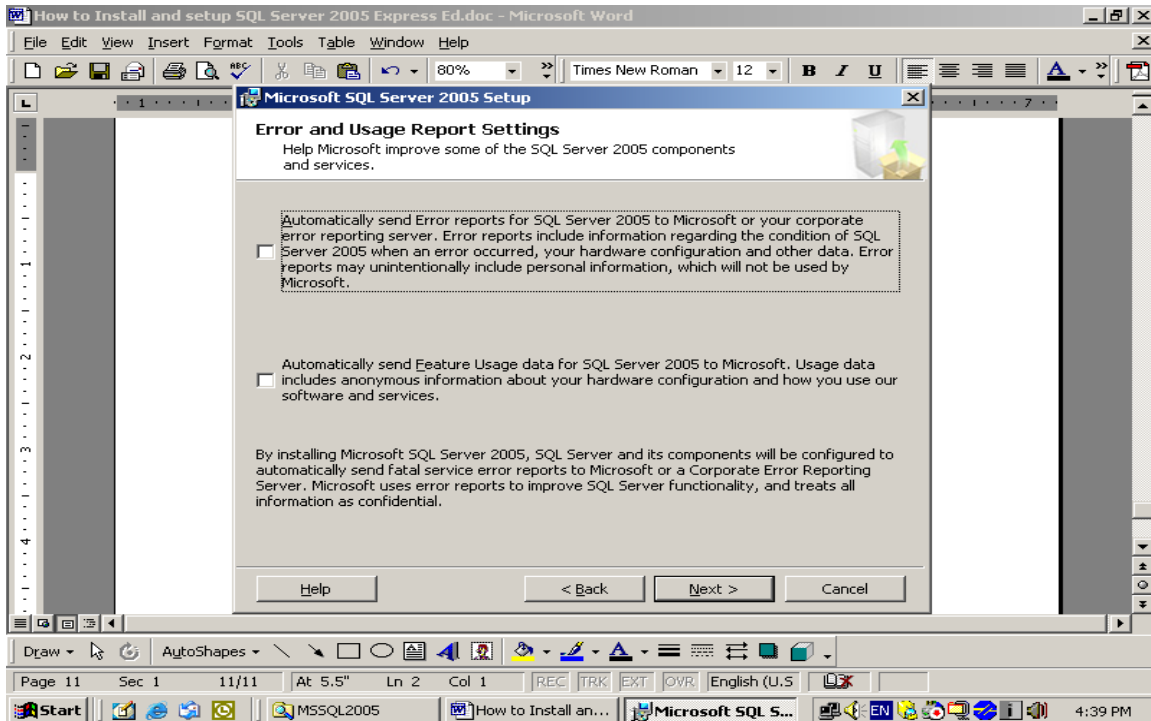 How to Install and setup SQL Server 2005 Express Ed.doc - Microsoft Word
File Edit View Insert Format Tools Table Window Help
80% Times New Roman 12 B I U A
1 7
Microsoft SQL Server 2005 Setup
Error and Usage Report Settings
Help Microsoft improve some of the SQL Server 2005 components
and services.
Automatically send Error reports for SQL Server 2005 to Microsoft or your corporate
error reporting server. Error reports include information regarding the condition of SQL
Server 2005 when an error occurred, your hardware configuration and other data. Error
reports may unintentionally include personal information, which will not be used by
Microsoft.
Automatically send Feature Usage data for SQL Server 2005 to Microsoft. Usage data
includes anonymous information about your hardware configuration and how you use our
software and services.
By installing Microsoft SQL Server 2005, SQL Server and its components will be configured to
automatically send fatal service error reports to Microsoft or a Corporate Error Reporting
Server. Microsoft uses error reports to improve SQL Server functionality, and treats all
information as confidential.
Help < Back Next > Cancel
1
2
3
4
Draw AutoShapes A
Page 11 Sec 1 11/11 At 5.5" Ln 2 Col 1 REC TRK EXT OVR English (U.S
Start MSSQL2005 How to Install an... Microsoft SQL S... EN 4:39 PM